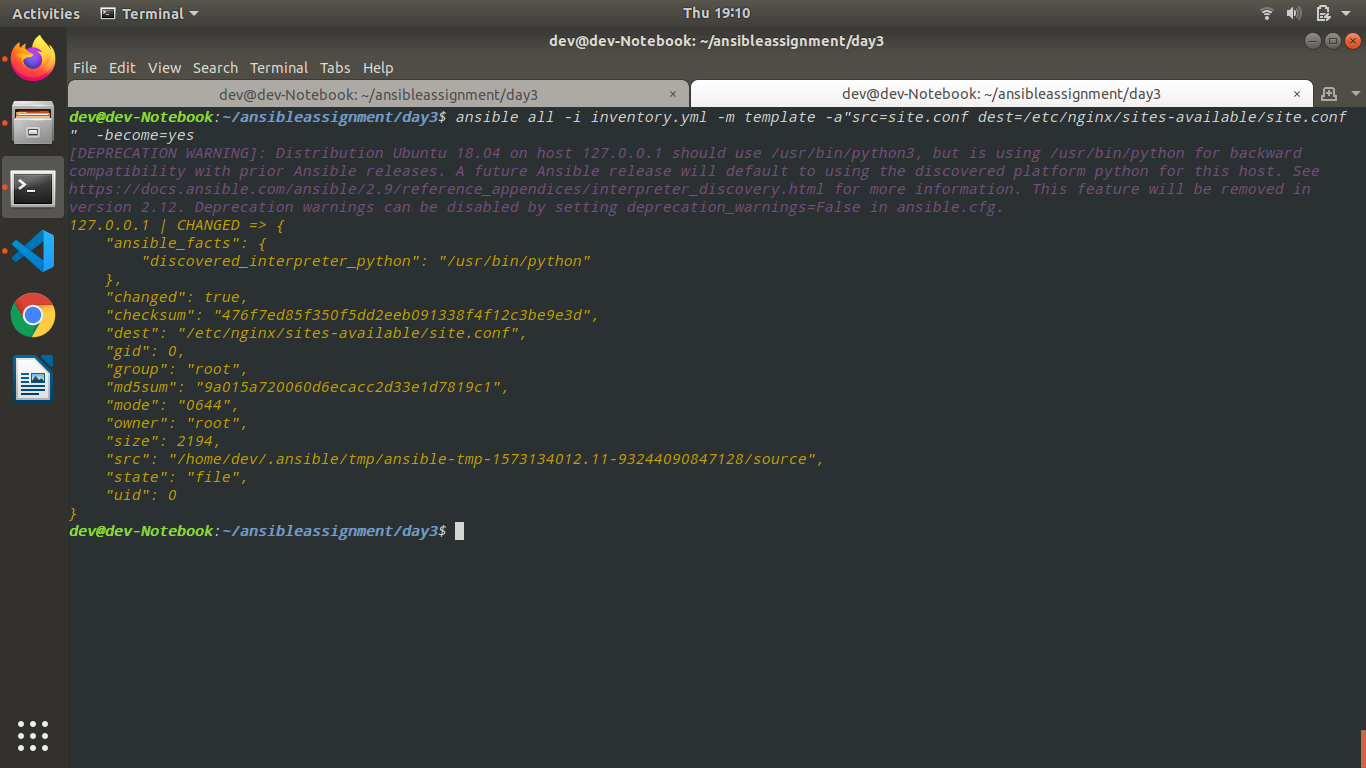 Activities Terminal Thu 19:10
dev@dev-Notebook: ~/ansibleassignment/day3
File Edit View Search Terminal Tabs Help
dev@dev-Notebook: ~/ansibleassignment/day3 × dev@dev-Notebook: ~/ansibleassignment/day3 ×
dev@dev-Notebook:~/ansibleassignment/day3$ ansible all -i inventory.yml -m template -a"src=site.conf dest=/etc/nginx/sites-available/site.conf
"  -become=yes
[DEPRECATION WARNING]: Distribution Ubuntu 18.04 on host 127.0.0.1 should use /usr/bin/python3, but is using /usr/bin/python for backward
compatibility with prior Ansible releases. A future Ansible release will default to using the discovered platform python for this host. See
https://docs.ansible.com/ansible/2.9/reference_appendices/interpreter_discovery.html for more information. This feature will be removed in
version 2.12. Deprecation warnings can be disabled by setting deprecation_warnings=False in ansible.cfg.
127.0.0.1 | CHANGED => {
    "ansible_facts": {
        "discovered_interpreter_python": "/usr/bin/python"
    },
    "changed": true,
    "checksum": "476f7ed85f350f5dd2eeb091338f4f12c3be9e3d",
    "dest": "/etc/nginx/sites-available/site.conf",
    "gid": 0,
    "group": "root",
    "md5sum": "9a015a720060d6ecacc2d33e1d7819c1",
    "mode": "0644",
    "owner": "root",
    "size": 2194,
    "src": "/home/dev/.ansible/tmp/ansible-tmp-1573134012.11-93244090847128/source",
    "state": "file",
    "uid": 0
}
dev@dev-Notebook:~/ansibleassignment/day3$